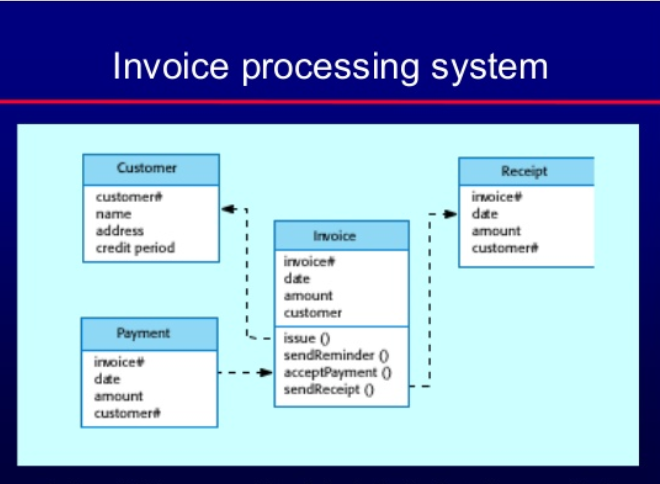 Invoice processing system
Customer
customer#
name
address
credit period
Receipt
invoice#
date
amount
customer#
Invoice
invoice#
date
amount
customer
issue ()
sendReminder ()
acceptPayment ()
sendReceipt ()
Payment
invoice#
date
amount
customer#